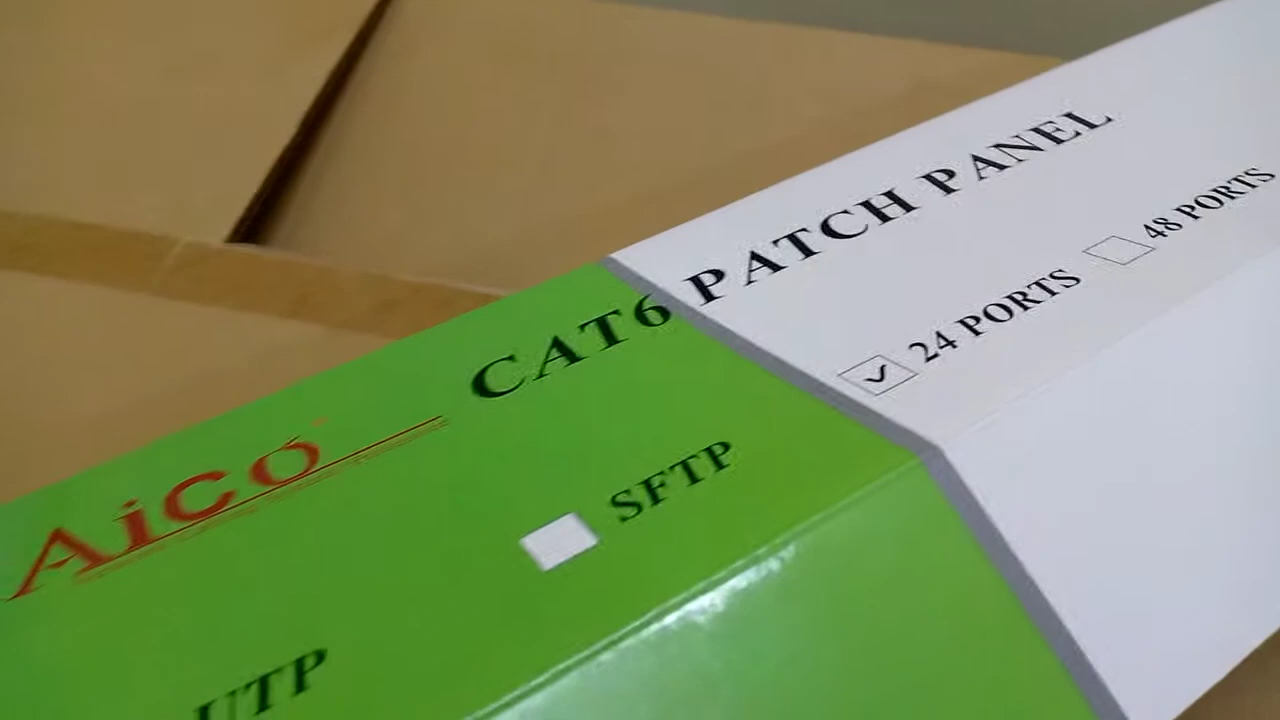 Aico
CAT6 PATCH PANEL
24 PORTS
48 PORTS
SFTP
UTP